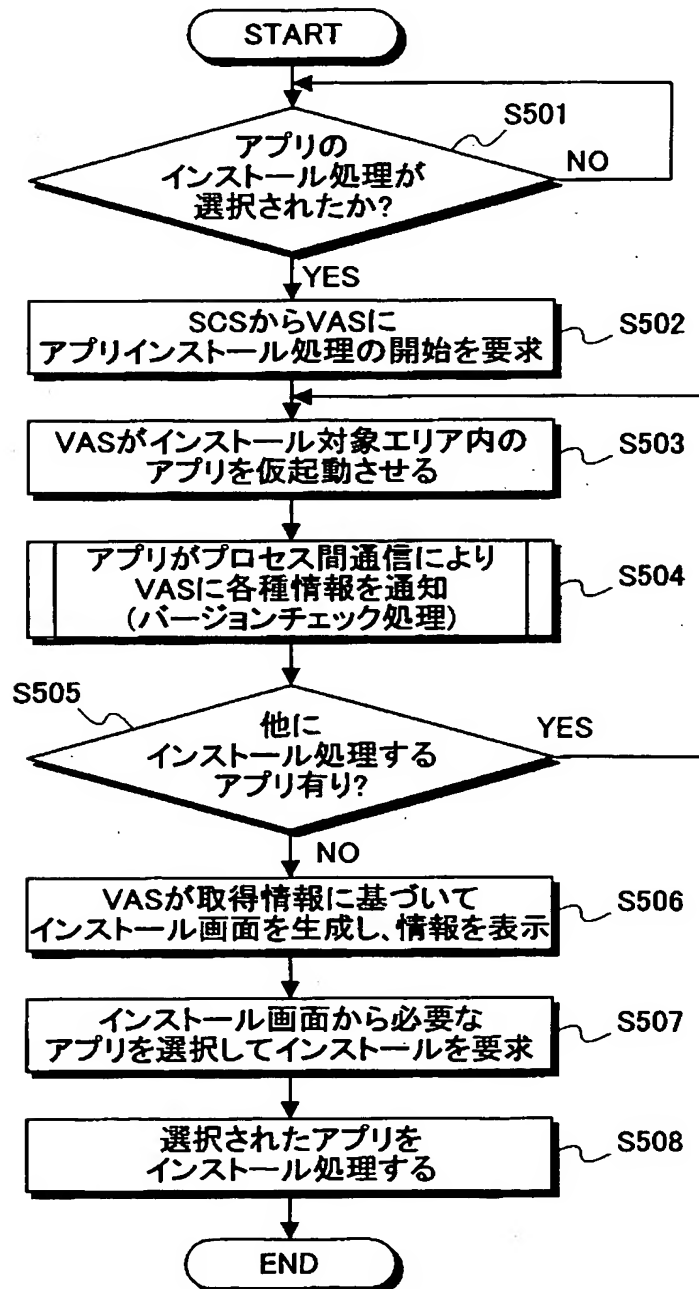 START
S501
アプリの
インストール処理が
選択されたか?
NO
YES
SCSからVASに
アプリインストール処理の開始を要求
S502
VASがインストール対象エリア内の
アプリを仮起動させる
S503
アプリがプロセス間通信により
VASに各種情報を通知
(バージョンチェック処理)
S504
S505
他に
インストール処理する
アプリ有り?
YES
NO
VASが取得情報に基づいて
インストール画面を生成し、情報を表示
S506
インストール画面から必要な
アプリを選択してインストールを要求
S507
選択されたアプリを
インストール処理する
S508
END